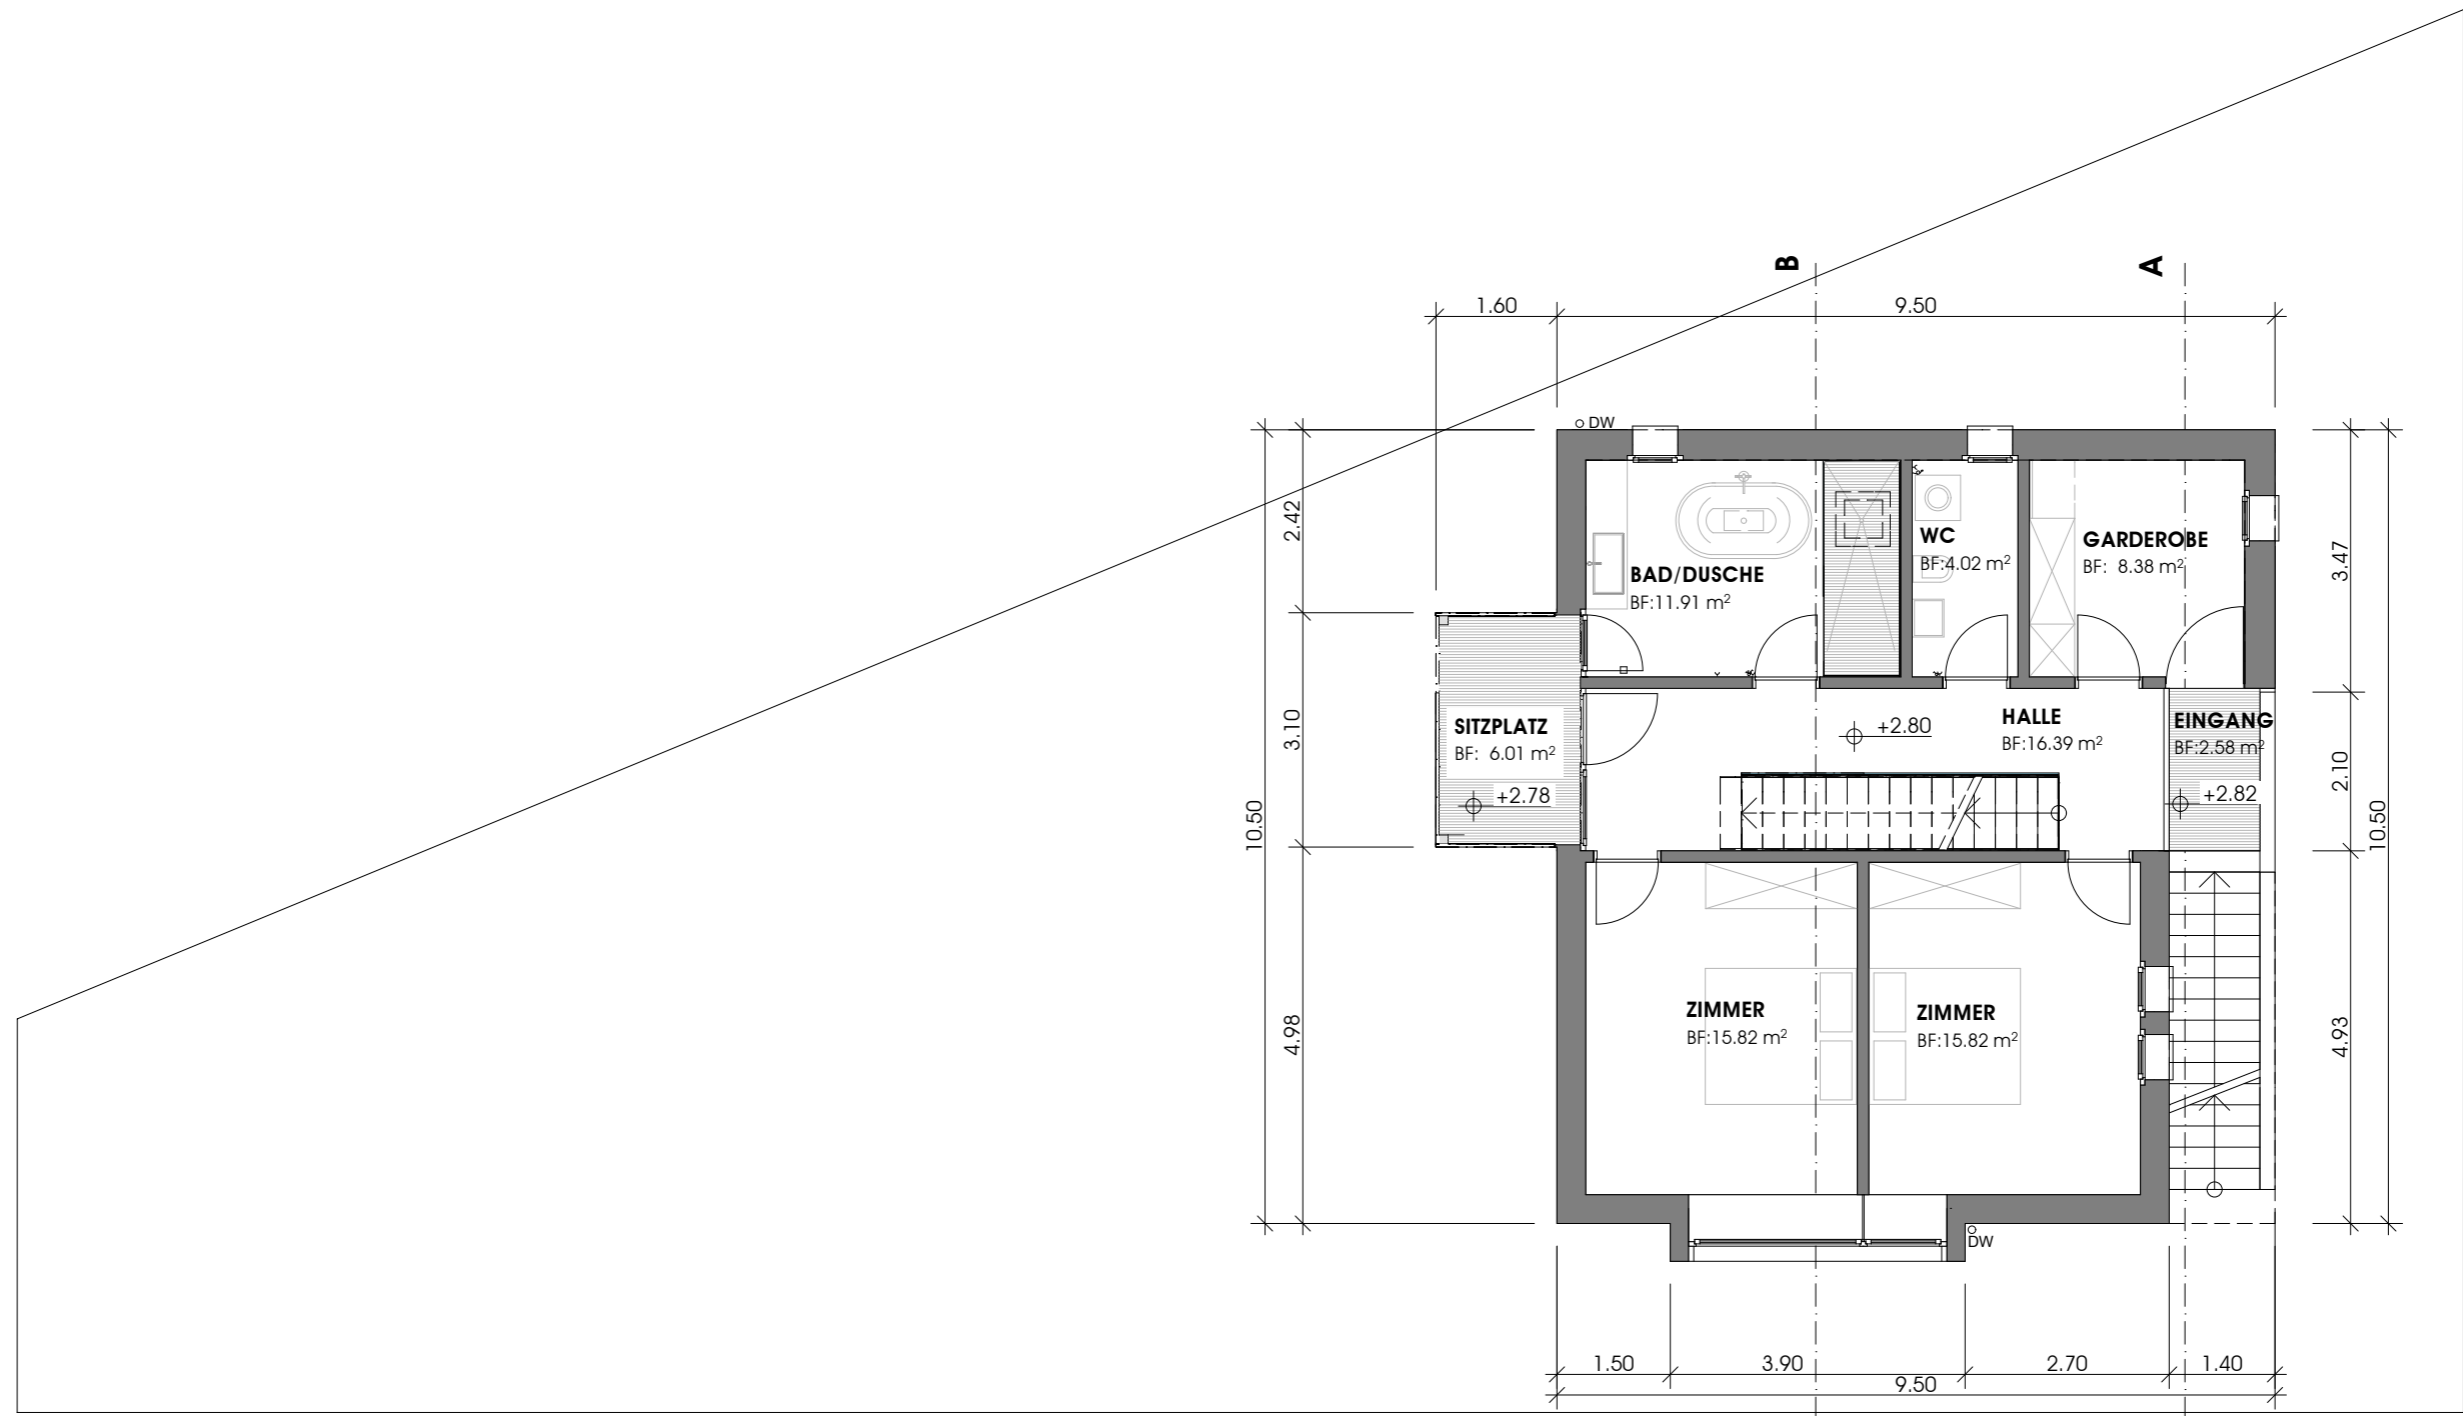 B
A
1.60
9.50
DW
2.42
3.47
WC
BF:4.02 m²
GARDEROBE
BF: 8.38 m²
BAD/DUSCHE
BF:11.91 m²
3.10
SITZPLATZ
BF: 6.01 m²
+2.78
+2.80
HALLE
BF:16.39 m²
EINGANG
BF:2.58 m²
+2.82
2.10
10.50
10.50
4.98
ZIMMER
BF:15.82 m²
ZIMMER
BF:15.82 m²
4.93
DW
1.50
3.90
2.70
1.40
9.50